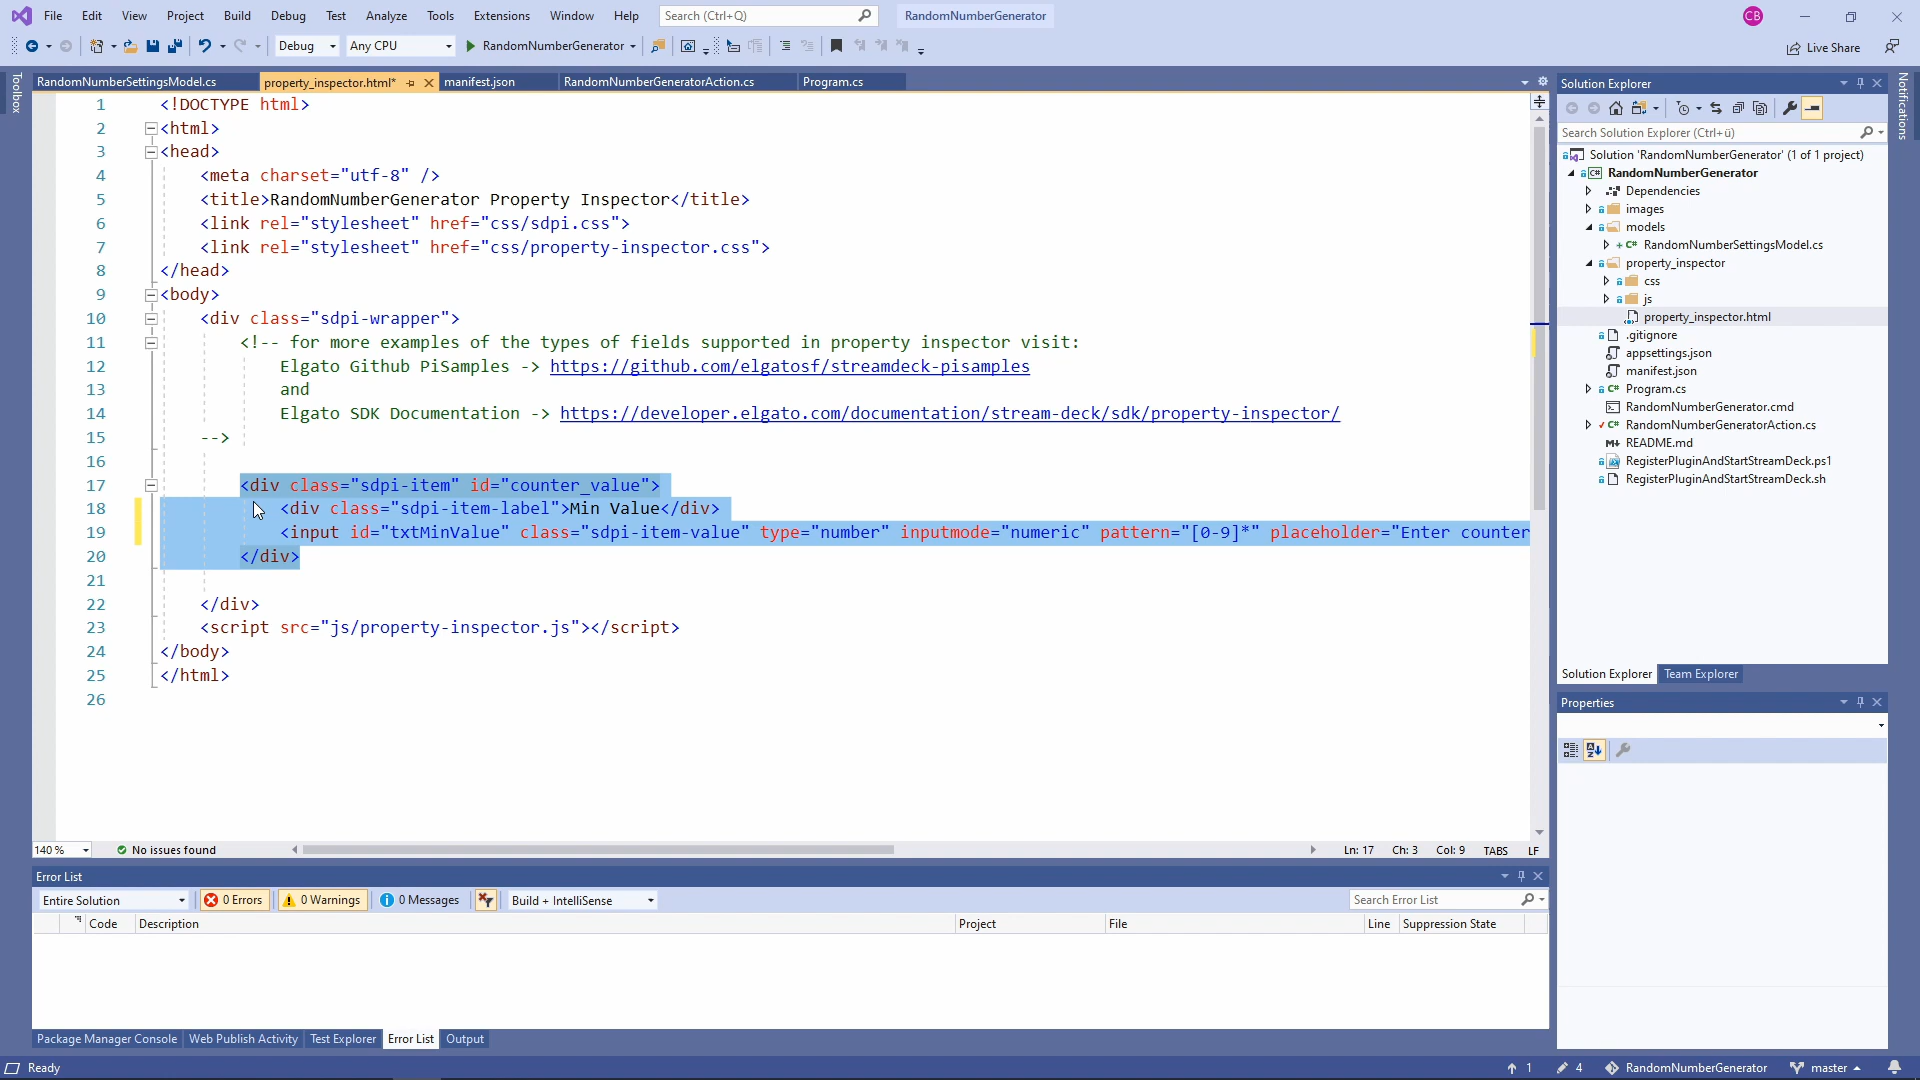 File Edit View Project Build Debug Test Analyze Tools Extensions Window Help Search (Ctrl+Q) RandomNumberGenerator CB
Debug Any CPU RandomNumberGenerator Live Share
Toolbox
RandomNumberSettingsModel.cs property_inspector.html* manifest.json RandomNumberGeneratorAction.cs Program.cs
1 <!DOCTYPE html>
2 <html>
3 <head>
4 <meta charset="utf-8" />
5 <title>RandomNumberGenerator Property Inspector</title>
6 <link rel="stylesheet" href="css/sdpi.css">
7 <link rel="stylesheet" href="css/property-inspector.css">
8 </head>
9 <body>
10 <div class="sdpi-wrapper">
11 <!-- for more examples of the types of fields supported in property inspector visit:
12 Elgato Github PiSamples -> https://github.com/elgatosf/streamdeck-pisamples
13 and
14 Elgato SDK Documentation -> https://developer.elgato.com/documentation/stream-deck/sdk/property-inspector/
15 -->
16
17 <div class="sdpi-item" id="counter_value">
18 <div class="sdpi-item-label">Min Value</div>
19 <input id="txtMinValue" class="sdpi-item-value" type="number" inputmode="numeric" pattern="[0-9]*" placeholder="Enter counter
20 </div>
21
22 </div>
23 <script src="js/property-inspector.js"></script>
24 </body>
25 </html>
26
140 % No issues found Ln: 17 Ch: 3 Col: 9 TABS LF
Solution Explorer
Search Solution Explorer (Ctrl+ü)
Solution 'RandomNumberGenerator' (1 of 1 project)
RandomNumberGenerator
Dependencies
images
models
RandomNumberSettingsModel.cs
property_inspector
css
js
property_inspector.html
.gitignore
appsettings.json
manifest.json
Program.cs
RandomNumberGenerator.cmd
RandomNumberGeneratorAction.cs
README.md
RegisterPluginAndStartStreamDeck.ps1
RegisterPluginAndStartStreamDeck.sh
Solution Explorer Team Explorer
Properties
Notifications
Error List
Entire Solution 0 Errors 0 Warnings 0 Messages Build + IntelliSense Search Error List
Code Description Project File Line Suppression State
Package Manager Console Web Publish Activity Test Explorer Error List Output
Ready 1 4 RandomNumberGenerator master